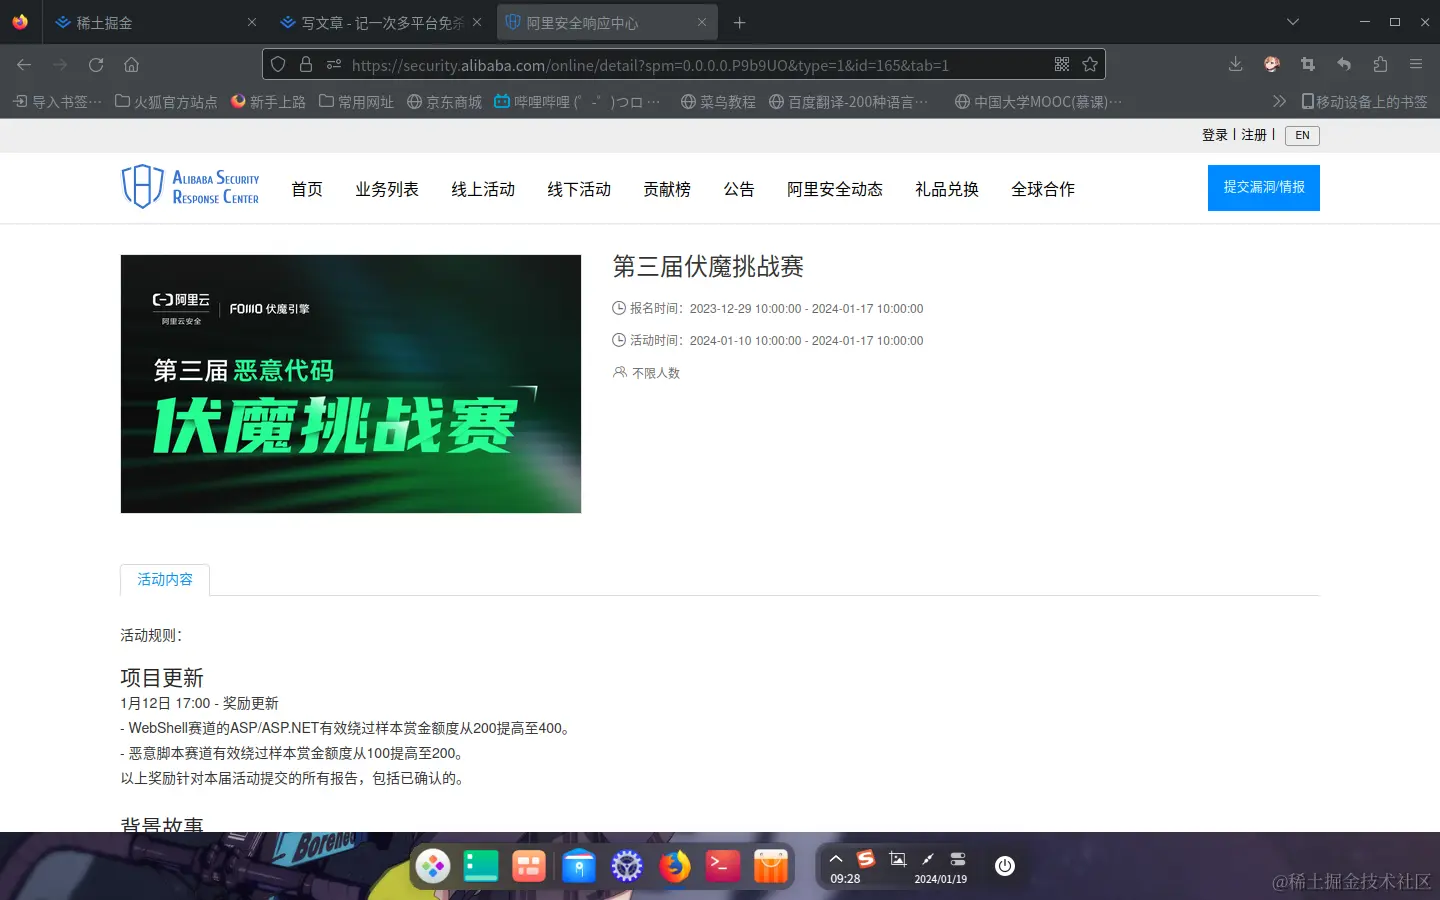 稀土掘金
写文章 - 记一次多平台免杀
阿里安全响应中心
https://security.alibaba.com/online/detail?spm=0.0.0.0.P9b9UO&type=1&id=165&tab=1
导入书签… 火狐官方站点 新手上路 常用网址 京东商城 哔哩哔哩 (゜-゜)つロ … 菜鸟教程 百度翻译-200种语言… 中国大学MOOC(慕课)… 移动设备上的书签
登录 | 注册 | EN
ALIBABA SECURITY
RESPONSE CENTER
首页 业务列表 线上活动 线下活动 贡献榜 公告 阿里安全动态 礼品兑换 全球合作
提交漏洞/情报
阿里云
阿里云安全
FOMO 伏魔引擎
第三届 恶意代码
伏魔挑战赛
第三届伏魔挑战赛
报名时间：2023-12-29 10:00:00 - 2024-01-17 10:00:00
活动时间：2024-01-10 10:00:00 - 2024-01-17 10:00:00
不限人数
活动内容
活动规则：
项目更新
1月12日 17:00 - 奖励更新
- WebShell赛道的ASP/ASP.NET有效绕过样本赏金额度从200提高至400。
- 恶意脚本赛道有效绕过样本赏金额度从100提高至200。
以上奖励针对本届活动提交的所有报告，包括已确认的。
背景故事
09:28
2024/01/19
@稀土掘金技术社区